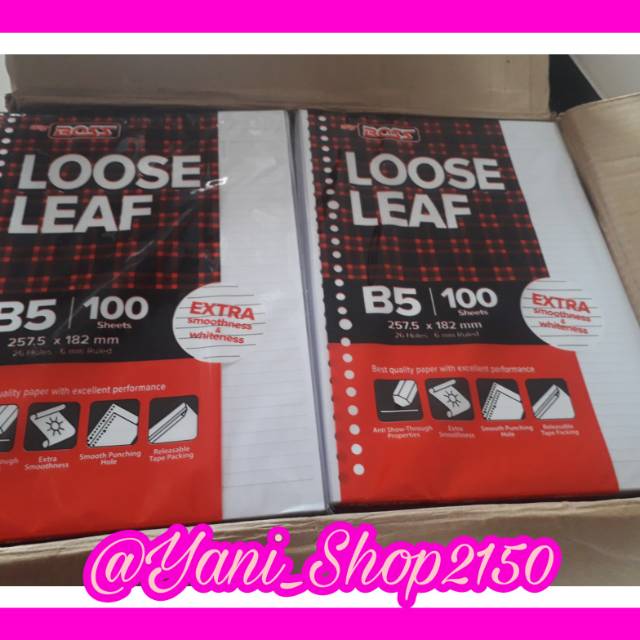 my BOSS
LOOSE
LEAF
B5 | 100
Sheets
257.5 x 182 mm
26 Holes - 6 mm Ruled
EXTRA
smoothness
&
whiteness
quality paper with excellent performance
Extra
Smoothness
Smooth Punching
Hole
Releasable
Tape Packing
my BOSS
LOOSE
LEAF
B5 | 100
Sheets
257.5 x 182 mm
26 Holes - 6 mm Ruled
EXTRA
smoothness
&
whiteness
Best quality paper with excellent performance
Anti Show-Through
Properties
Extra
Smoothness
Smooth Punching
Hole
Releasable
Tape Packing
@Yani_Shop2150